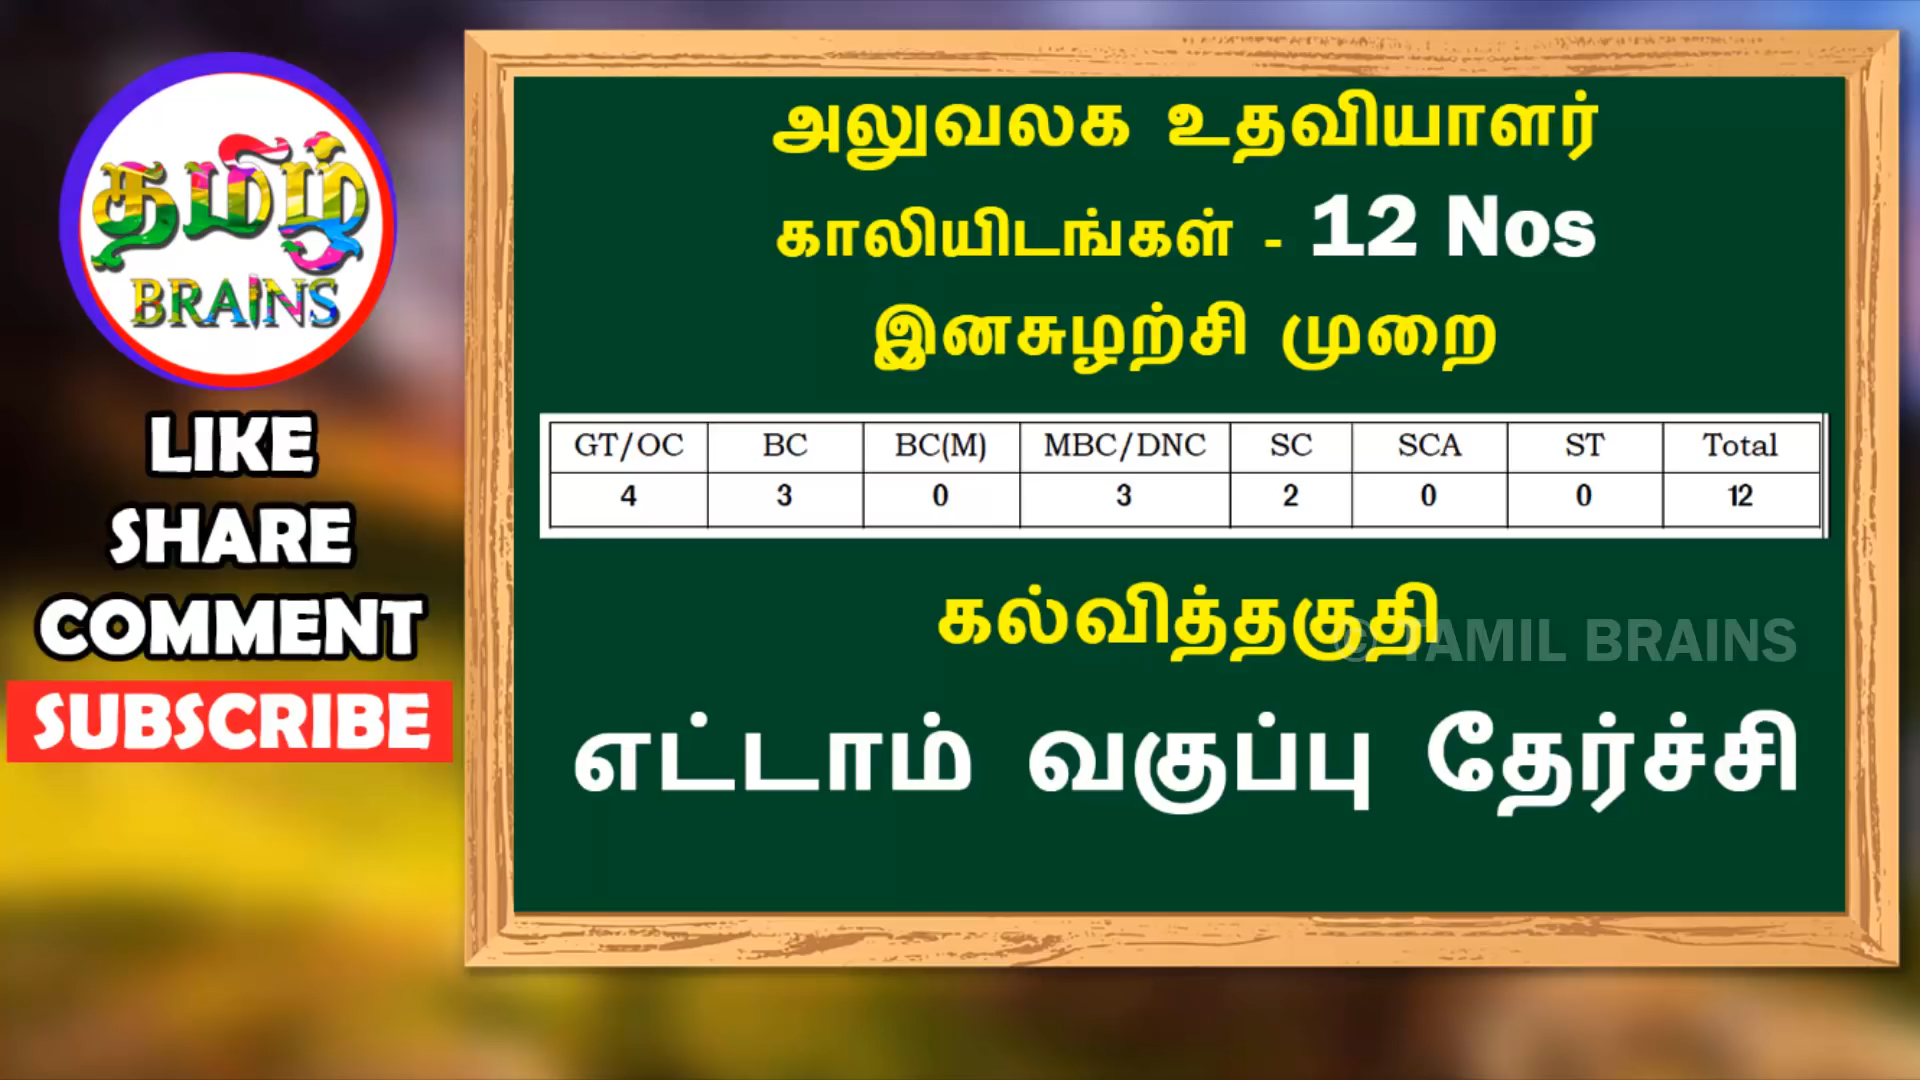 தமிழ்
BRAINS
LIKE
SHARE
COMMENT
SUBSCRIBE
அலுவலக உதவியாளர்
காலியிடங்கள் - 12 Nos
இனசுழற்சி முறை
GT/OC BC BC(M) MBC/DNC SC SCA ST Total
4 3 0 3 2 0 0 12
கல்வித்தகுதி
© TAMIL BRAINS
எட்டாம் வகுப்பு தேர்ச்சி